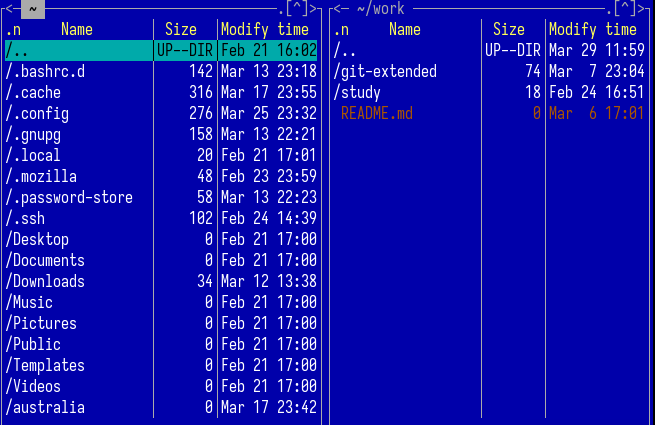 <─ ~ .[^]>
.n Name Size Modify time
/.. UP--DIR Feb 21 16:02
/.bashrc.d 142 Mar 13 23:18
/.cache 316 Mar 17 23:55
/.config 276 Mar 25 23:32
/.gnupg 158 Mar 13 22:21
/.local 20 Feb 21 17:01
/.mozilla 48 Feb 23 23:59
/.password-store 58 Mar 13 22:23
/.ssh 102 Feb 24 14:39
/Desktop 0 Feb 21 17:00
/Documents 0 Feb 21 17:00
/Downloads 34 Mar 12 13:38
/Music 0 Feb 21 17:00
/Pictures 0 Feb 21 17:00
/Public 0 Feb 21 17:00
/Templates 0 Feb 21 17:00
/Videos 0 Feb 21 17:00
/australia 0 Mar 17 23:42
<─ ~/work .[^]>
.n Name Size Modify time
/.. UP--DIR Mar 29 11:59
/git-extended 74 Mar 7 23:04
/study 18 Feb 24 16:51
README.md 0 Mar 6 17:01